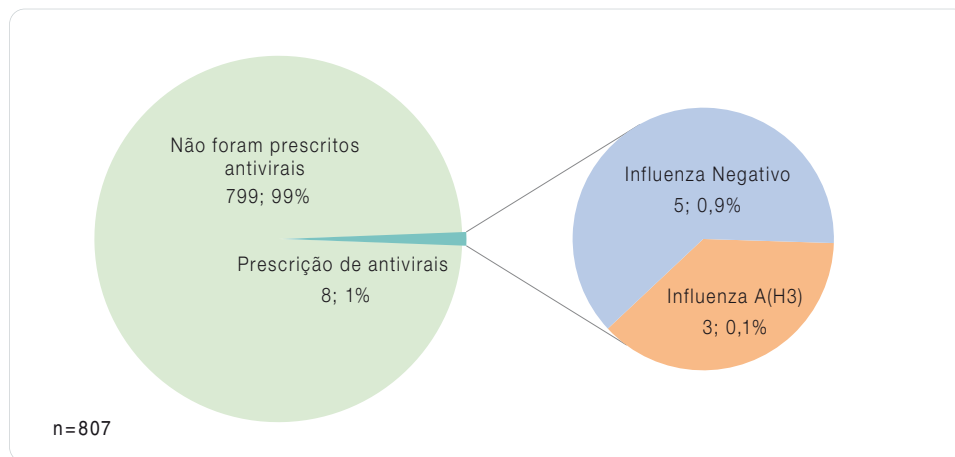 Não foram prescritos
antivirais
799; 99%
Prescrição de antivirais
8; 1%
Influenza Negativo
5; 0,9%
Influenza A(H3)
3; 0,1%
n=807